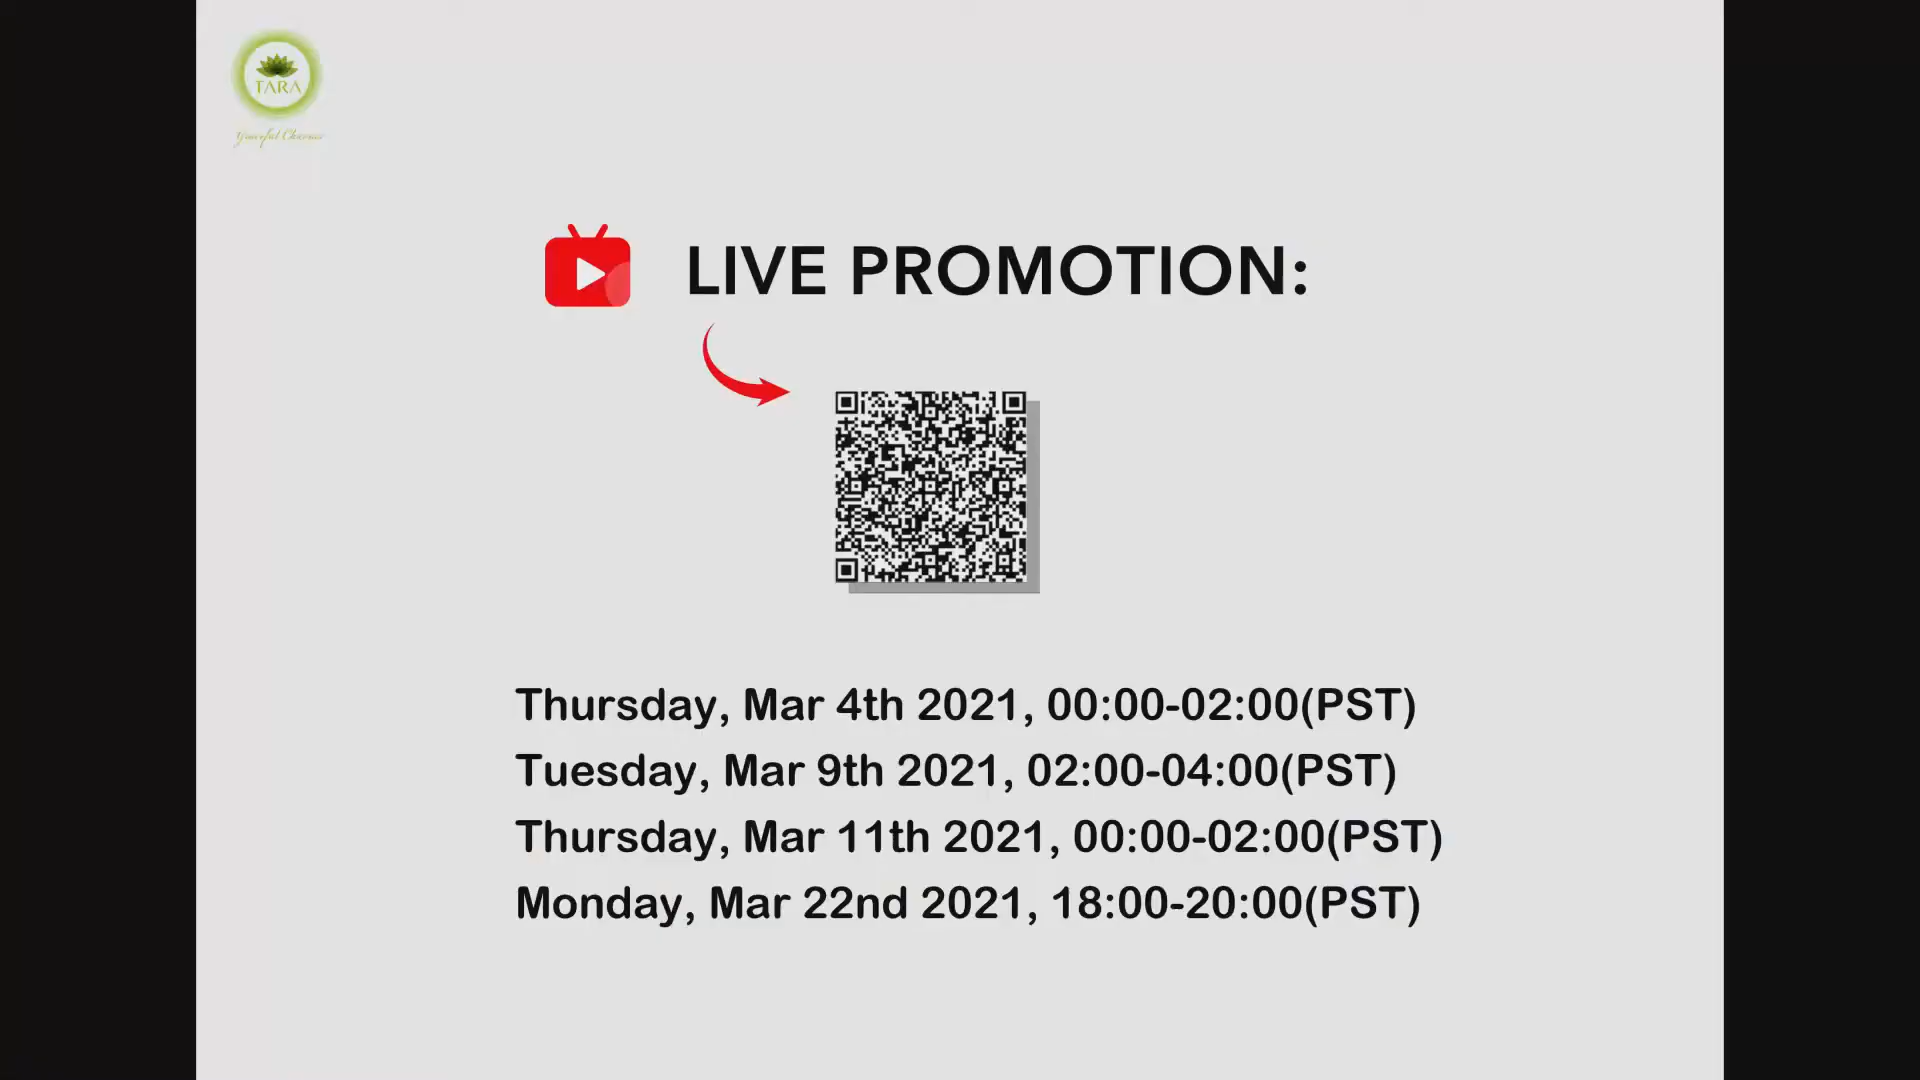 TARA
LIVE PROMOTION:
Thursday, Mar 4th 2021, 00:00-02:00(PST)
Tuesday, Mar 9th 2021, 02:00-04:00(PST)
Thursday, Mar 11th 2021, 00:00-02:00(PST)
Monday, Mar 22nd 2021, 18:00-20:00(PST)